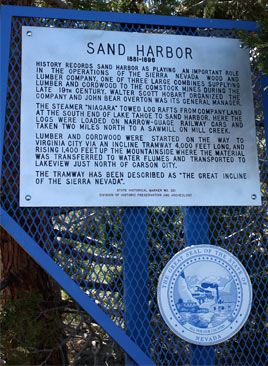 SAND HARBOR
1881-1896
HISTORY RECORDS SAND HARBOR AS PLAYING AN IMPORTANT ROLE
IN THE OPERATIONS OF THE SIERRA NEVADA WOOD AND
LUMBER COMPANY, ONE OF THREE LARGE COMBINES SUPPLYING
LUMBER AND CORDWOOD TO THE COMSTOCK MINES DURING THE
LATE 19TH CENTURY. WALTER SCOTT HOBART ORGANIZED THE
COMPANY AND JOHN BEAR OVERTON WAS ITS GENERAL MANAGER.
THE STEAMER "NIAGARA" TOWED LOG RAFTS FROM COMPANY LAND
AT THE SOUTH END OF LAKE TAHOE TO SAND HARBOR. HERE THE
LOGS WERE LOADED ON NARROW-GUAGE RAILWAY CARS AND
TAKEN TWO MILES NORTH TO A SAWMILL ON MILL CREEK.
LUMBER AND CORDWOOD WERE STARTED ON THE WAY TO
VIRGINIA CITY VIA AN INCLINE TRAMWAY 4,000 FEET LONG, AND
RISING 1,400 FEET UP THE MOUNTAINSIDE WHERE THE MATERIAL
WAS TRANSFERRED TO WATER FLUMES AND TRANSPORTED TO
LAKEVIEW JUST NORTH OF CARSON CITY.
THE TRAMWAY HAS BEEN DESCRIBED AS "THE GREAT INCLINE
OF THE SIERRA NEVADA".
STATE HISTORICAL MARKER NO. 221
DIVISION OF HISTORIC PRESERVATION AND ARCHEOLOGY
SEAL OF THE
NEVADA